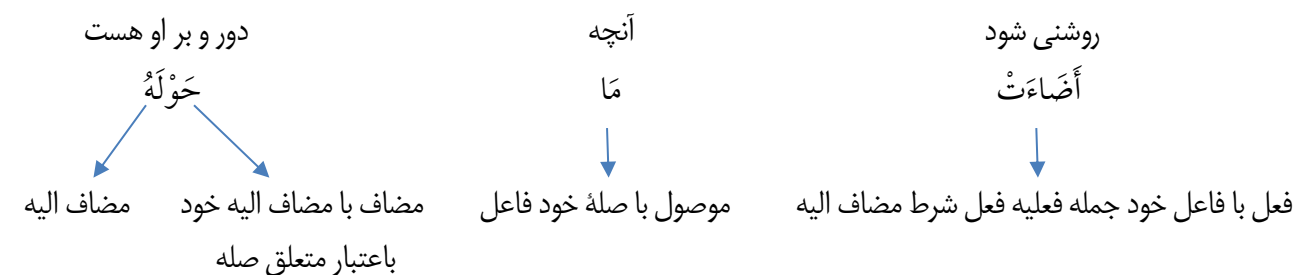 روشنی شود آنچه دور و بر او هست
أَضَاءَتْ مَا حَوْلَهُ
فعل با فاعل خود جمله فعلیه فعل شرط مضاف الیه موصول با صلۀ خود فاعل مضاف با مضاف الیه خود مضاف الیه
باعتبار متعلق صله